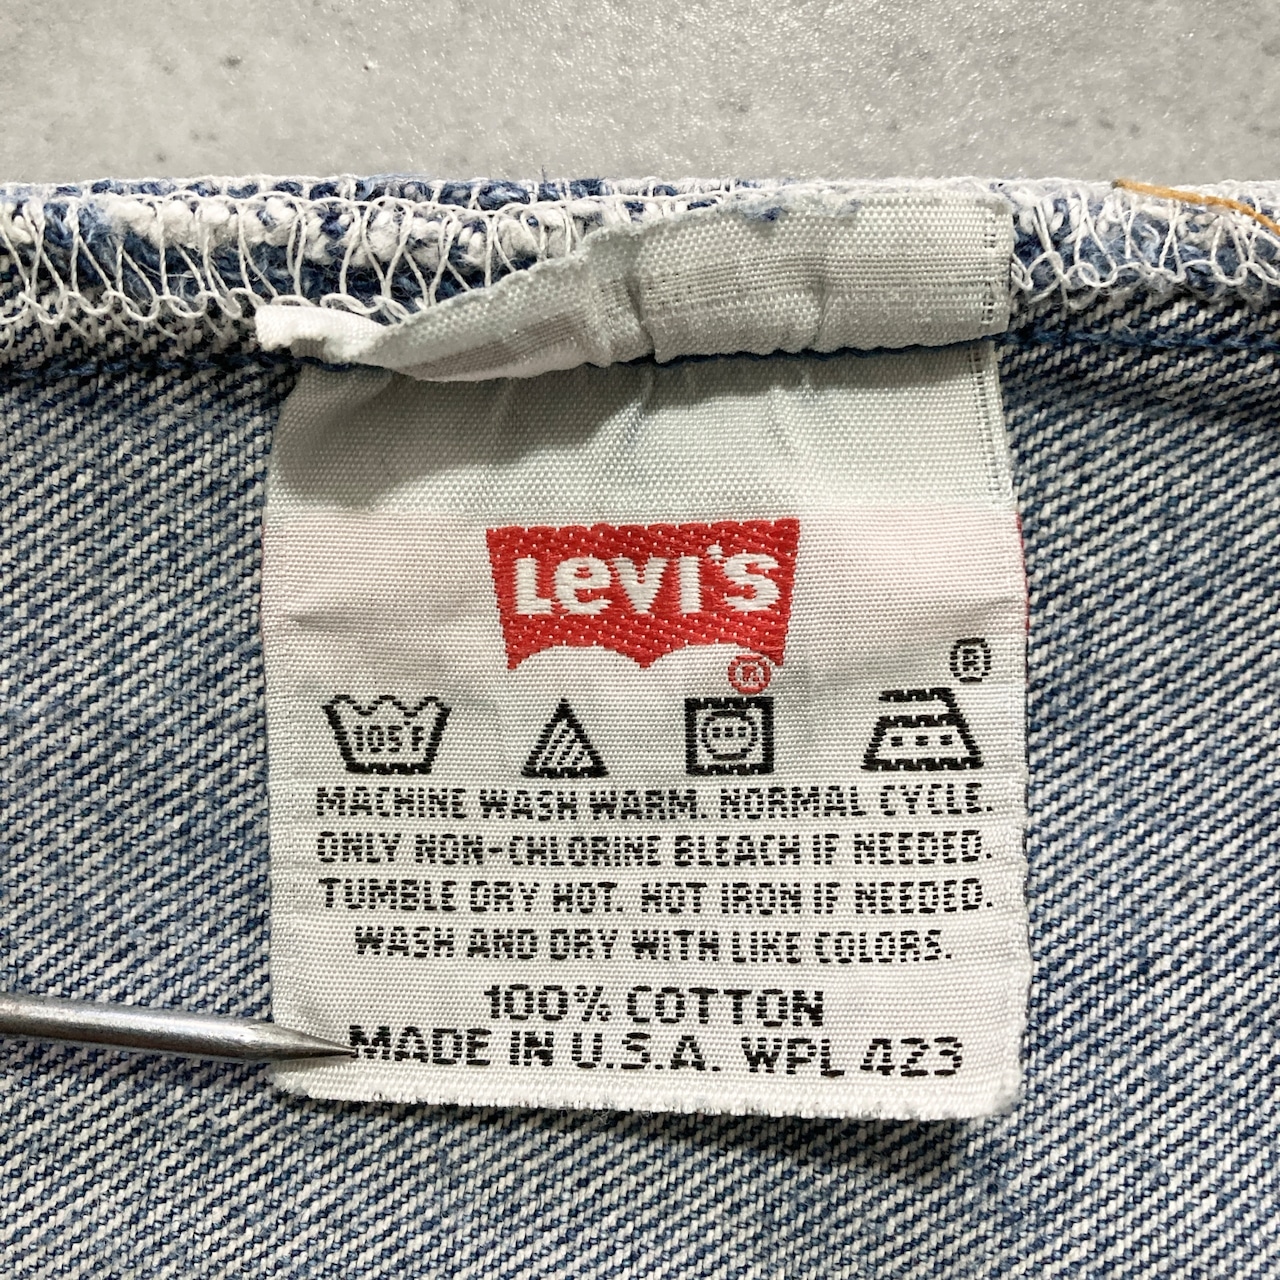 Levi's
®
®
105F
MACHINE WASH WARM. NORMAL CYCLE.
ONLY NON-CHLORINE BLEACH IF NEEDED.
TUMBLE DRY HOT. HOT IRON IF NEEDED.
WASH AND DRY WITH LIKE COLORS.
100% COTTON
MADE IN U.S.A. WPL 423